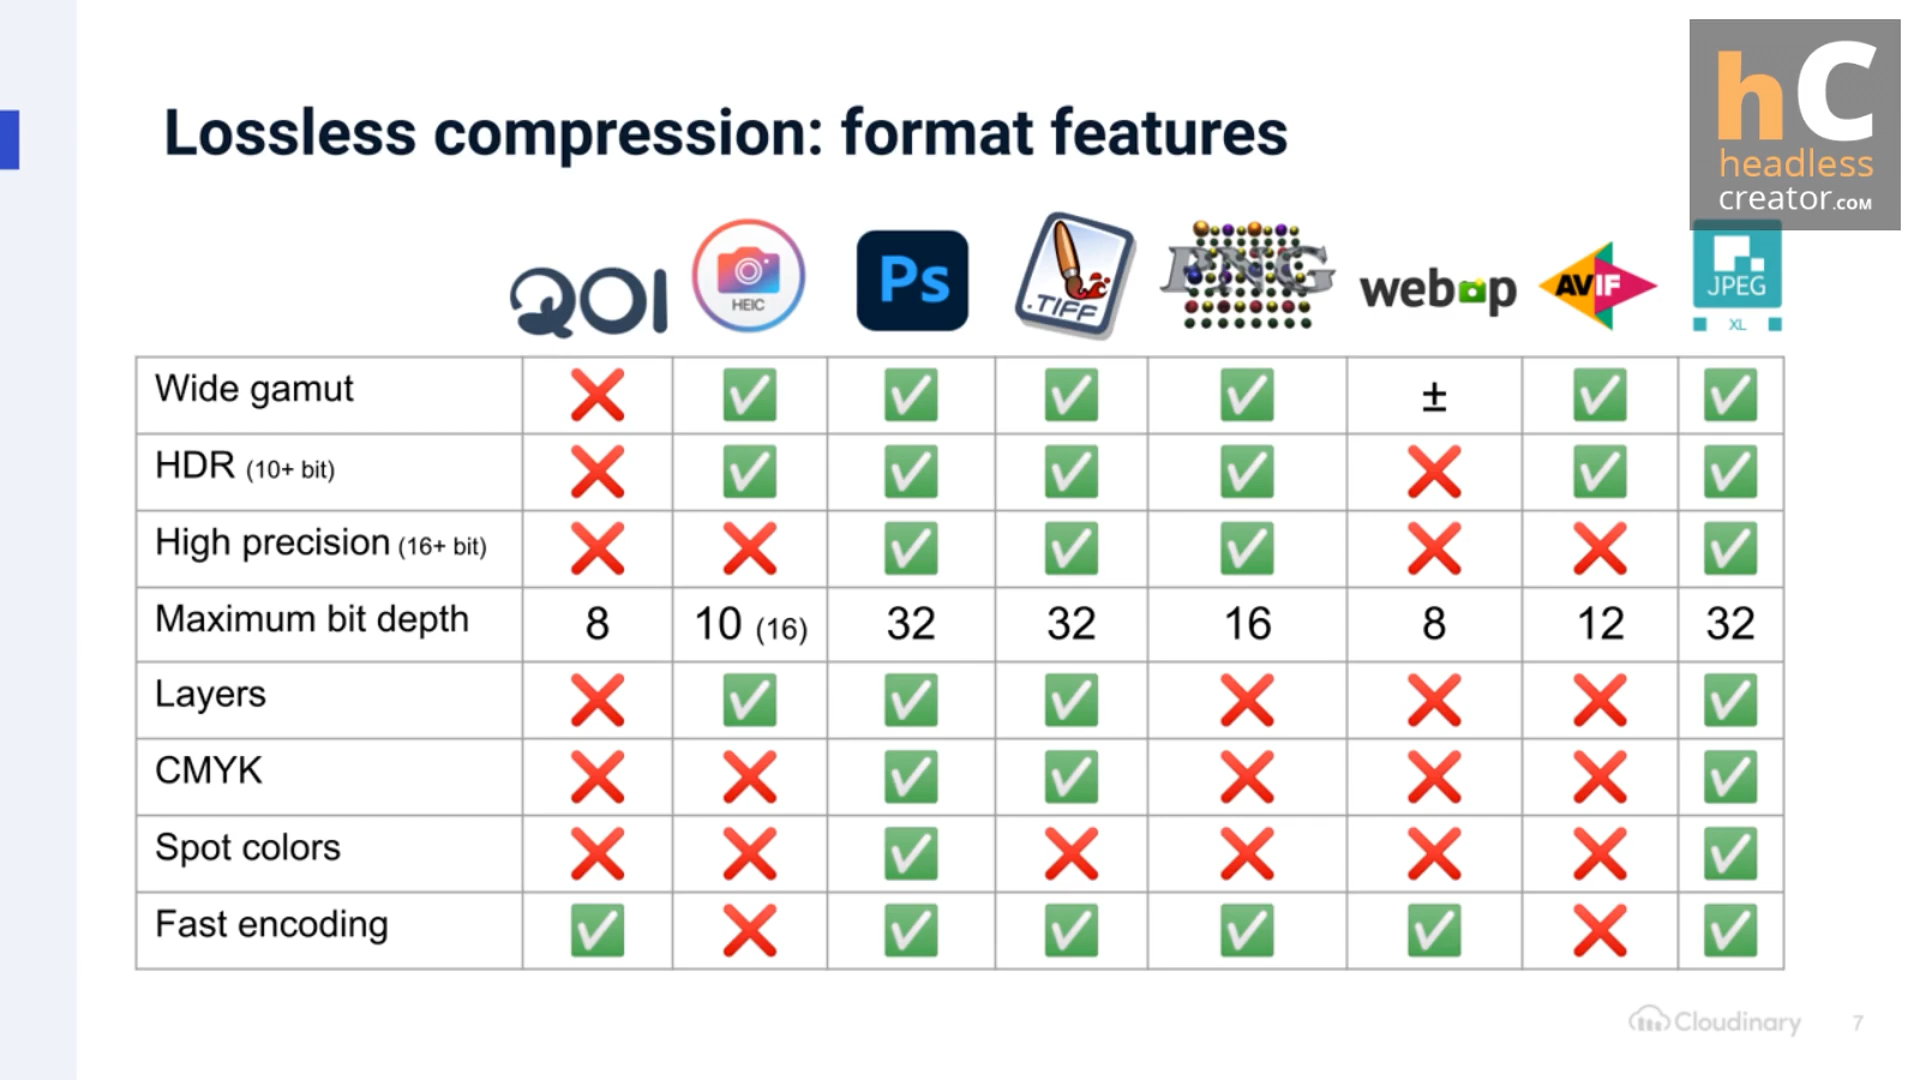 hC
headless
creator.COM
Lossless compression: format features
QOI HEIC Ps .TIFF PNG webp AVIF JPEG XL
Wide gamut ❌ ✅ ✅ ✅ ✅ ± ✅ ✅
HDR (10+ bit) ❌ ✅ ✅ ✅ ✅ ❌ ✅ ✅
High precision (16+ bit) ❌ ❌ ✅ ✅ ✅ ❌ ❌ ✅
Maximum bit depth 8 10 (16) 32 32 16 8 12 32
Layers ❌ ✅ ✅ ✅ ❌ ❌ ❌ ✅
CMYK ❌ ❌ ✅ ✅ ❌ ❌ ❌ ✅
Spot colors ❌ ❌ ✅ ❌ ❌ ❌ ❌ ✅
Fast encoding ✅ ❌ ✅ ✅ ✅ ✅ ❌ ✅
Cloudinary 7